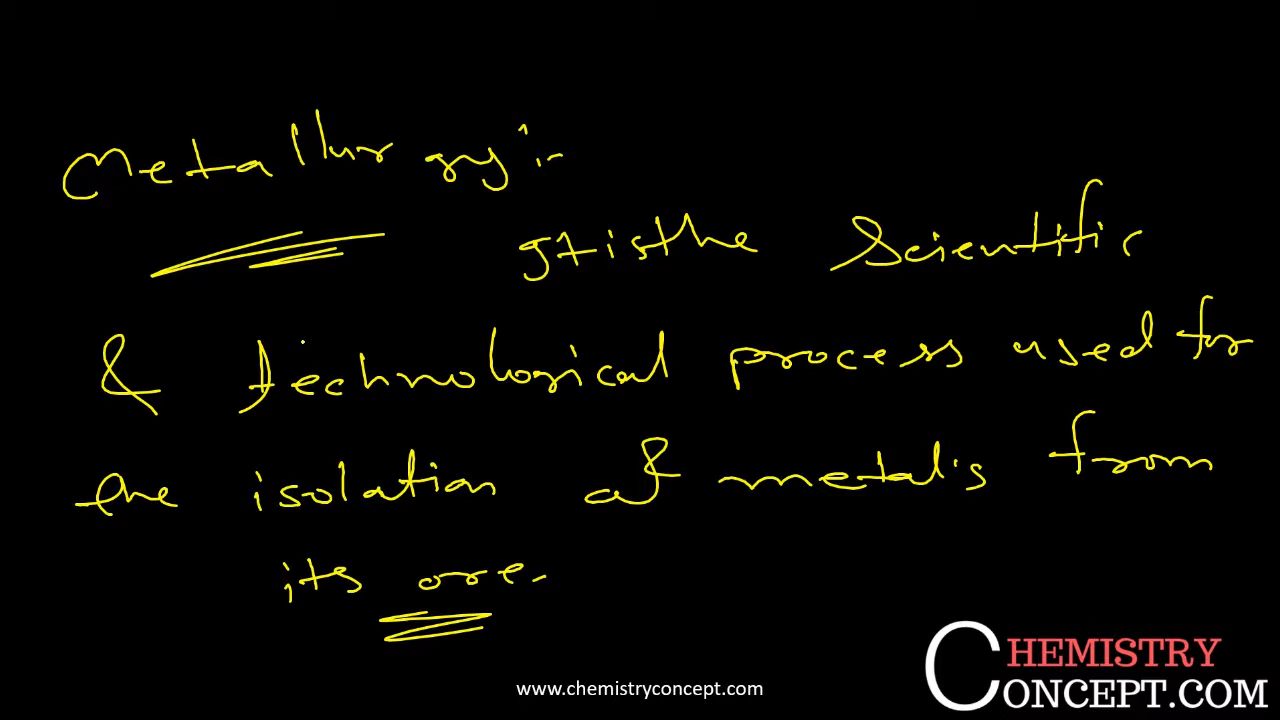 Metallurgy:-
It is the Scientific
& technological process used for
the isolation of metals from
its ore.
CHEMISTRY
CONCEPT.COM
www.chemistryconcept.com